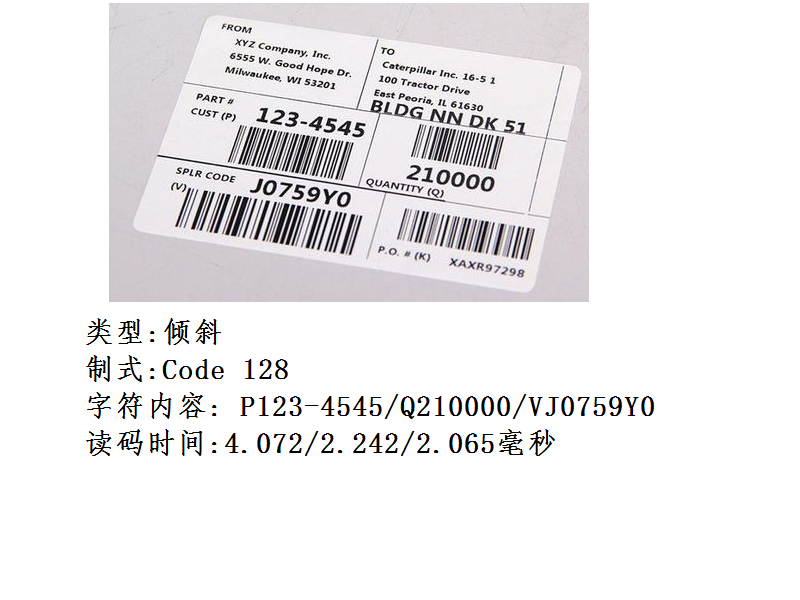 FROM
XYZ Company, Inc.
6555 W. Good Hope Dr.
Milwaukee, WI 53201
TO
Caterpillar Inc. 16-5 1
100 Tractor Drive
East Peoria, IL 61630
BLDG NN DK 51
PART #
CUST (P)
123-4545
210000
QUANTITY (Q)
SPLR CODE
(V)
J0759Y0
P.O. # (K)
XAXR97298
类型:倾斜
制式:Code 128
字符内容: P123-4545/Q210000/VJ0759Y0
读码时间:4.072/2.242/2.065毫秒